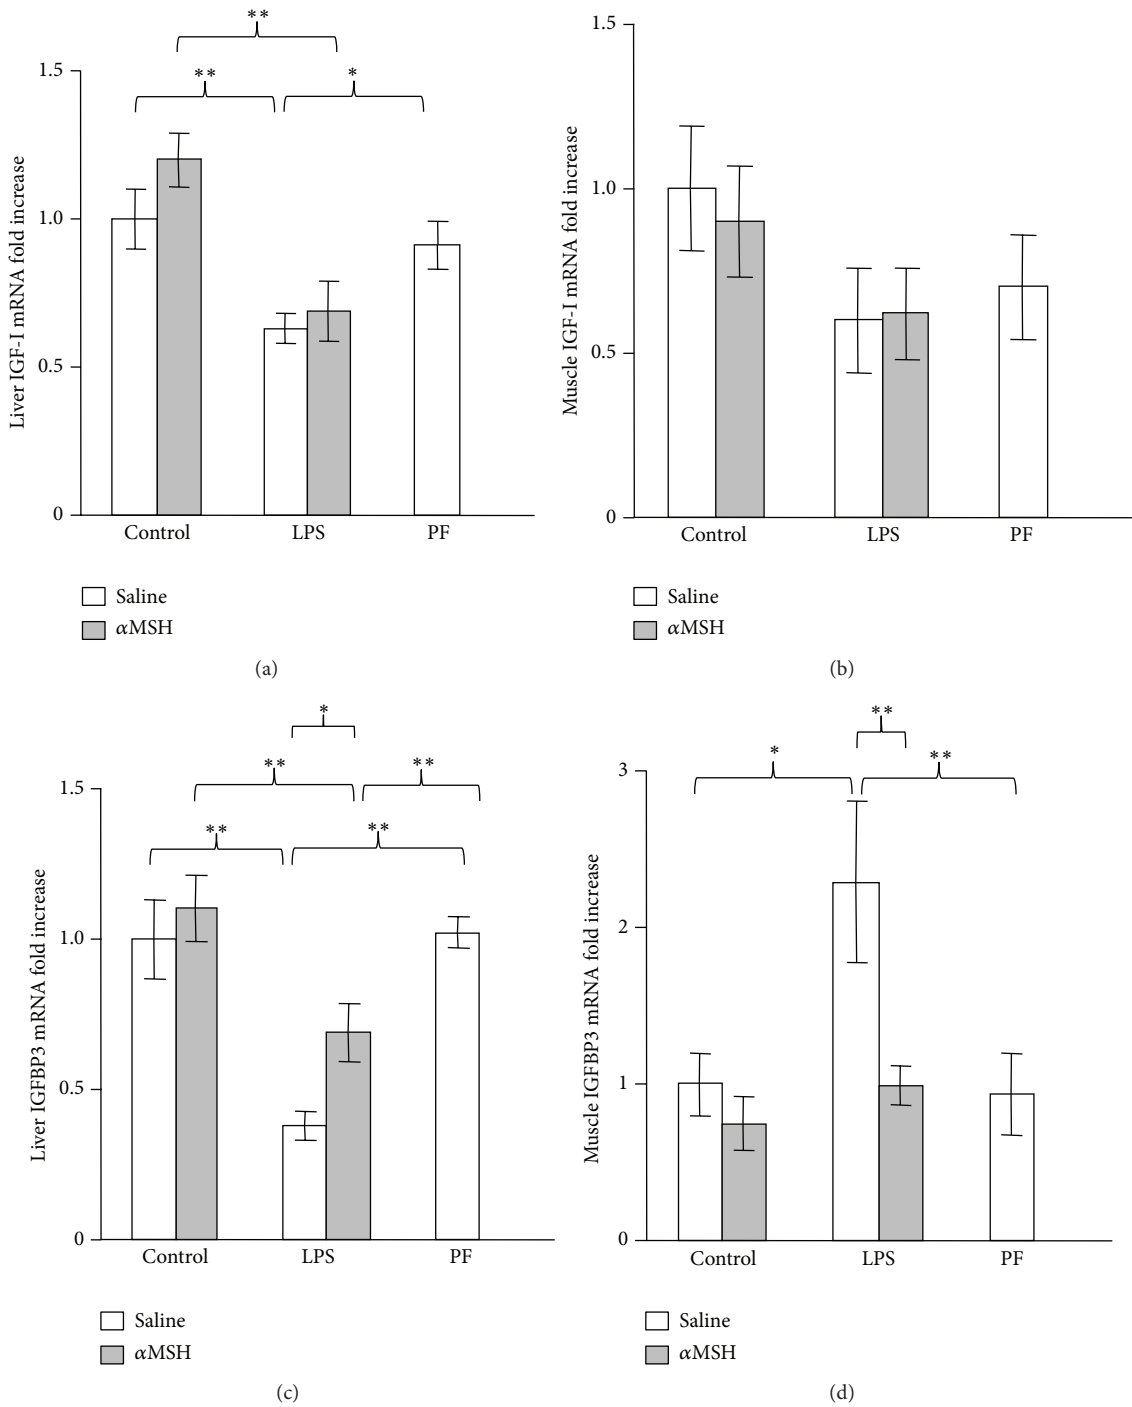 **
** *
1.5
1.0
0.5
0
Liver IGF-I mRNA fold increase
Control LPS PF
Saline
αMSH
(a)
1.5
1.0
0.5
0
Muscle IGF-I mRNA fold increase
Control LPS PF
Saline
αMSH
(b)
*
** **
** **
1.5
1.0
0.5
0
Liver IGFBP3 mRNA fold increase
Control LPS PF
Saline
αMSH
(c)
**
* **
3
2
1
0
Muscle IGFBP3 mRNA fold increase
Control LPS PF
Saline
αMSH
(d)